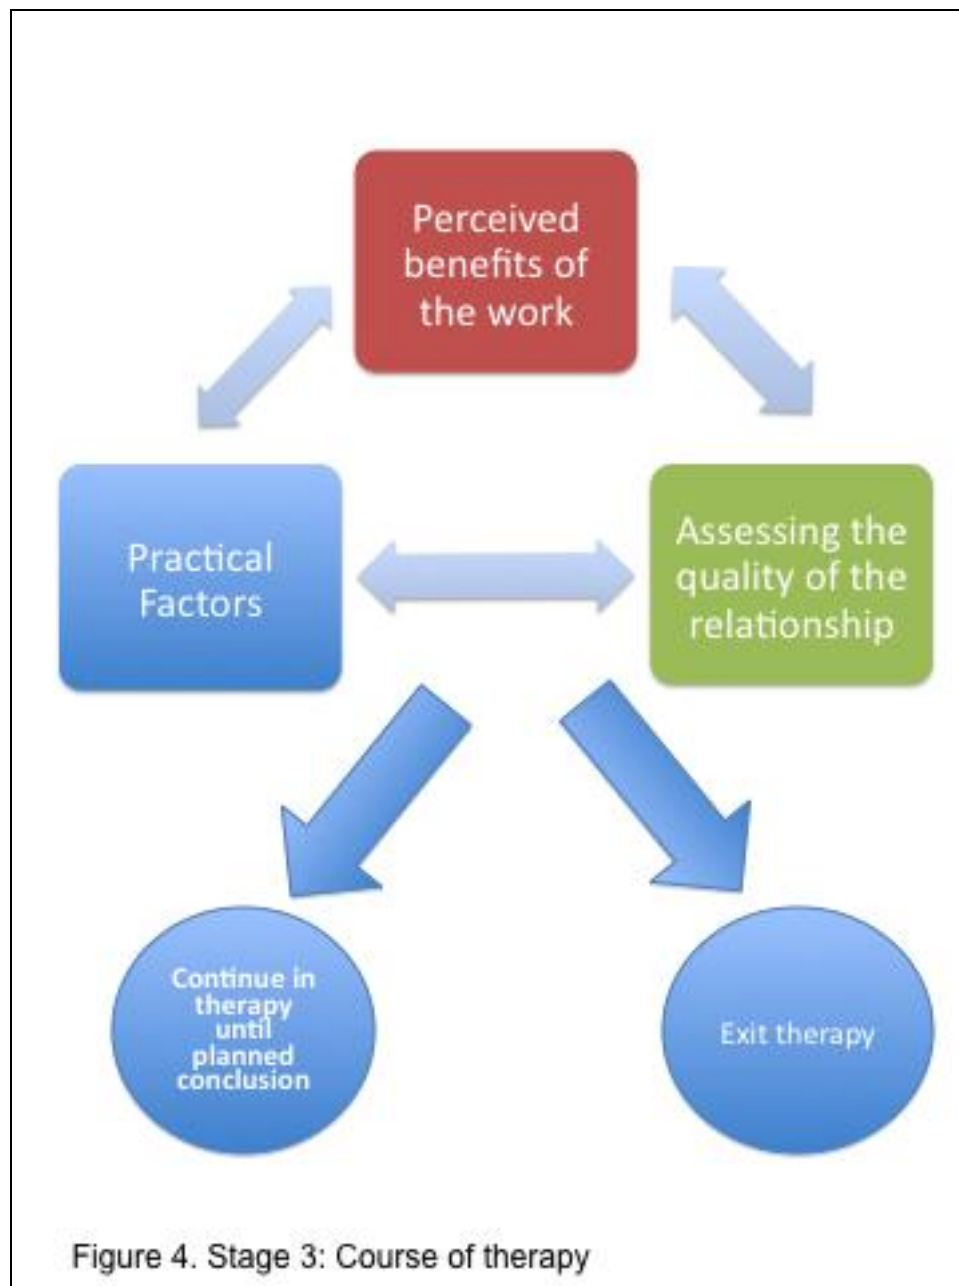 Perceived
benefits of
the work
Practical
Factors
Assessing the
quality of the
relationship
Continue in
therapy
until
planned
conclusion
Exit therapy
Figure 4. Stage 3: Course of therapy